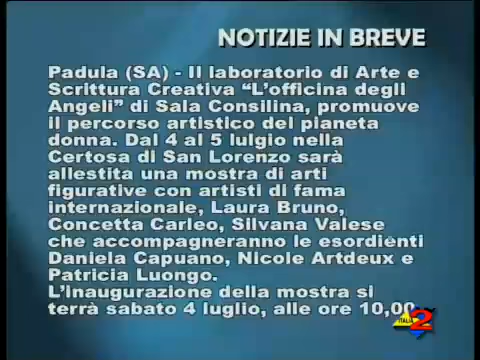 NOTIZIE IN BREVE
Padula (SA) - Il laboratorio di Arte e
Scrittura Creativa “L’officina degli
Angeli” di Sala Consilina, promuove
il percorso artistico del pianeta
donna. Dal 4 al 5 lulgio nella
Certosa di San Lorenzo sarà
allestita una mostra di arti
figurative con artisti di fama
internazionale, Laura Bruno,
Concetta Carleo, Silvana Valese
che accompagneranno le esordienti
Daniela Capuano, Nicole Artdeux e
Patricia Luongo.
L’inaugurazione della mostra si
terrà sabato 4 luglio, alle ore 10,00
ITALIA 2